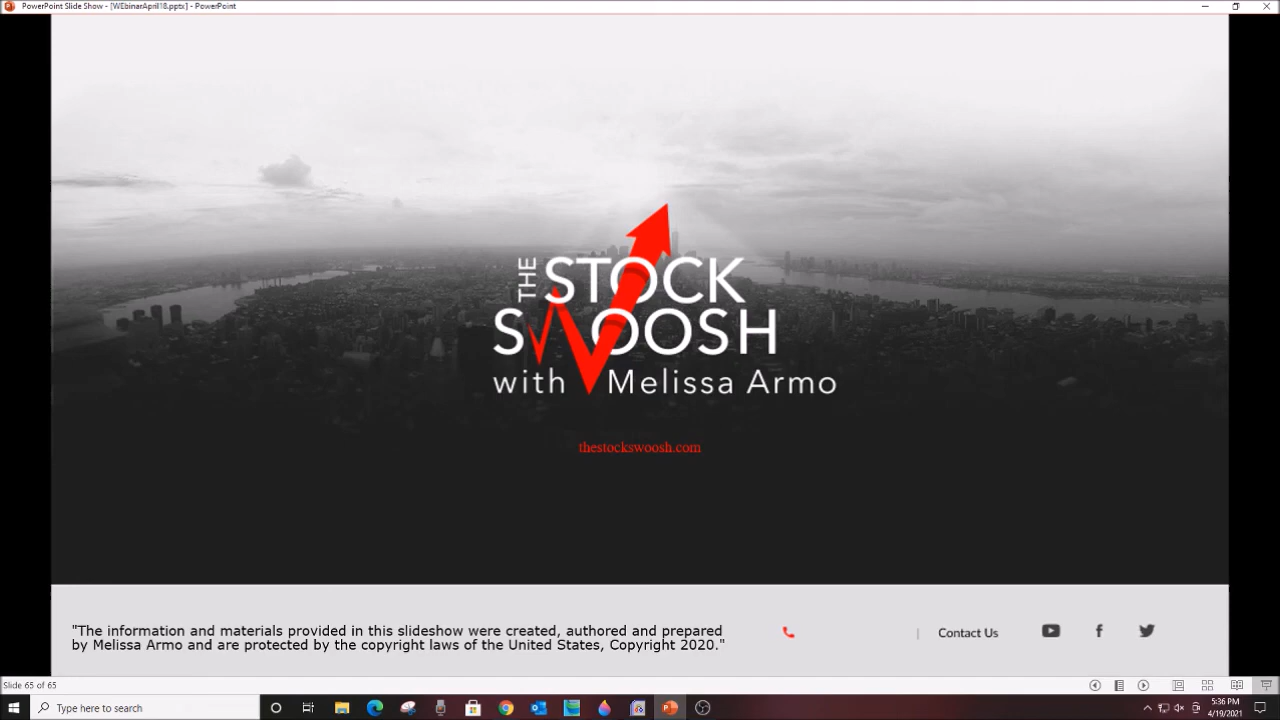 PowerPoint Slide Show - [WEbinarApril18.pptx] - PowerPoint
THE STOCK
SWOOSH
with Melissa Armo
thestockswoosh.com
"The information and materials provided in this slideshow were created, authored and prepared
by Melissa Armo and are protected by the copyright laws of the United States, Copyright 2020."
| Contact Us
Slide 65 of 65
Type here to search
5:36 PM
4/19/2021